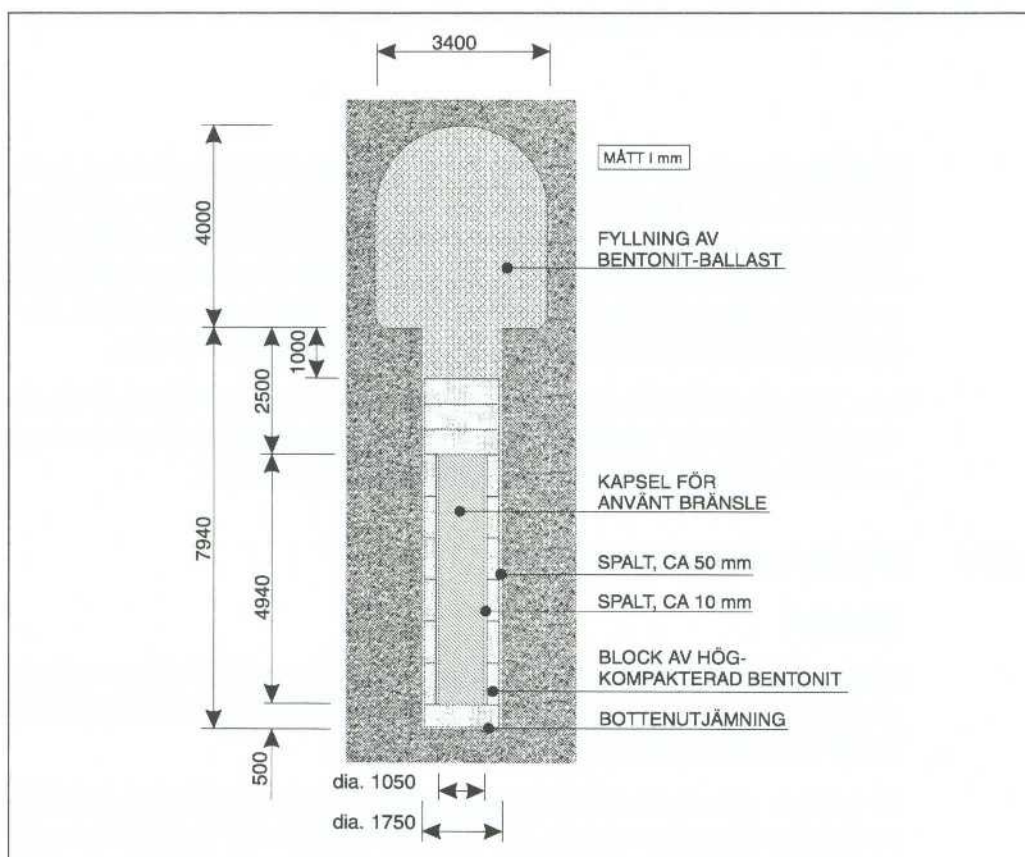 3400
MÅTT I mm
4000
FYLLNING AV
BENTONIT-BALLAST
1000
2500
7940
KAPSEL FÖR
ANVÄNT BRÄNSLE
4940
SPALT, CA 50 mm
SPALT, CA 10 mm
BLOCK AV HÖG-
KOMPAKTERAD BENTONIT
BOTTENUTJÄMNING
500
dia. 1050
dia. 1750